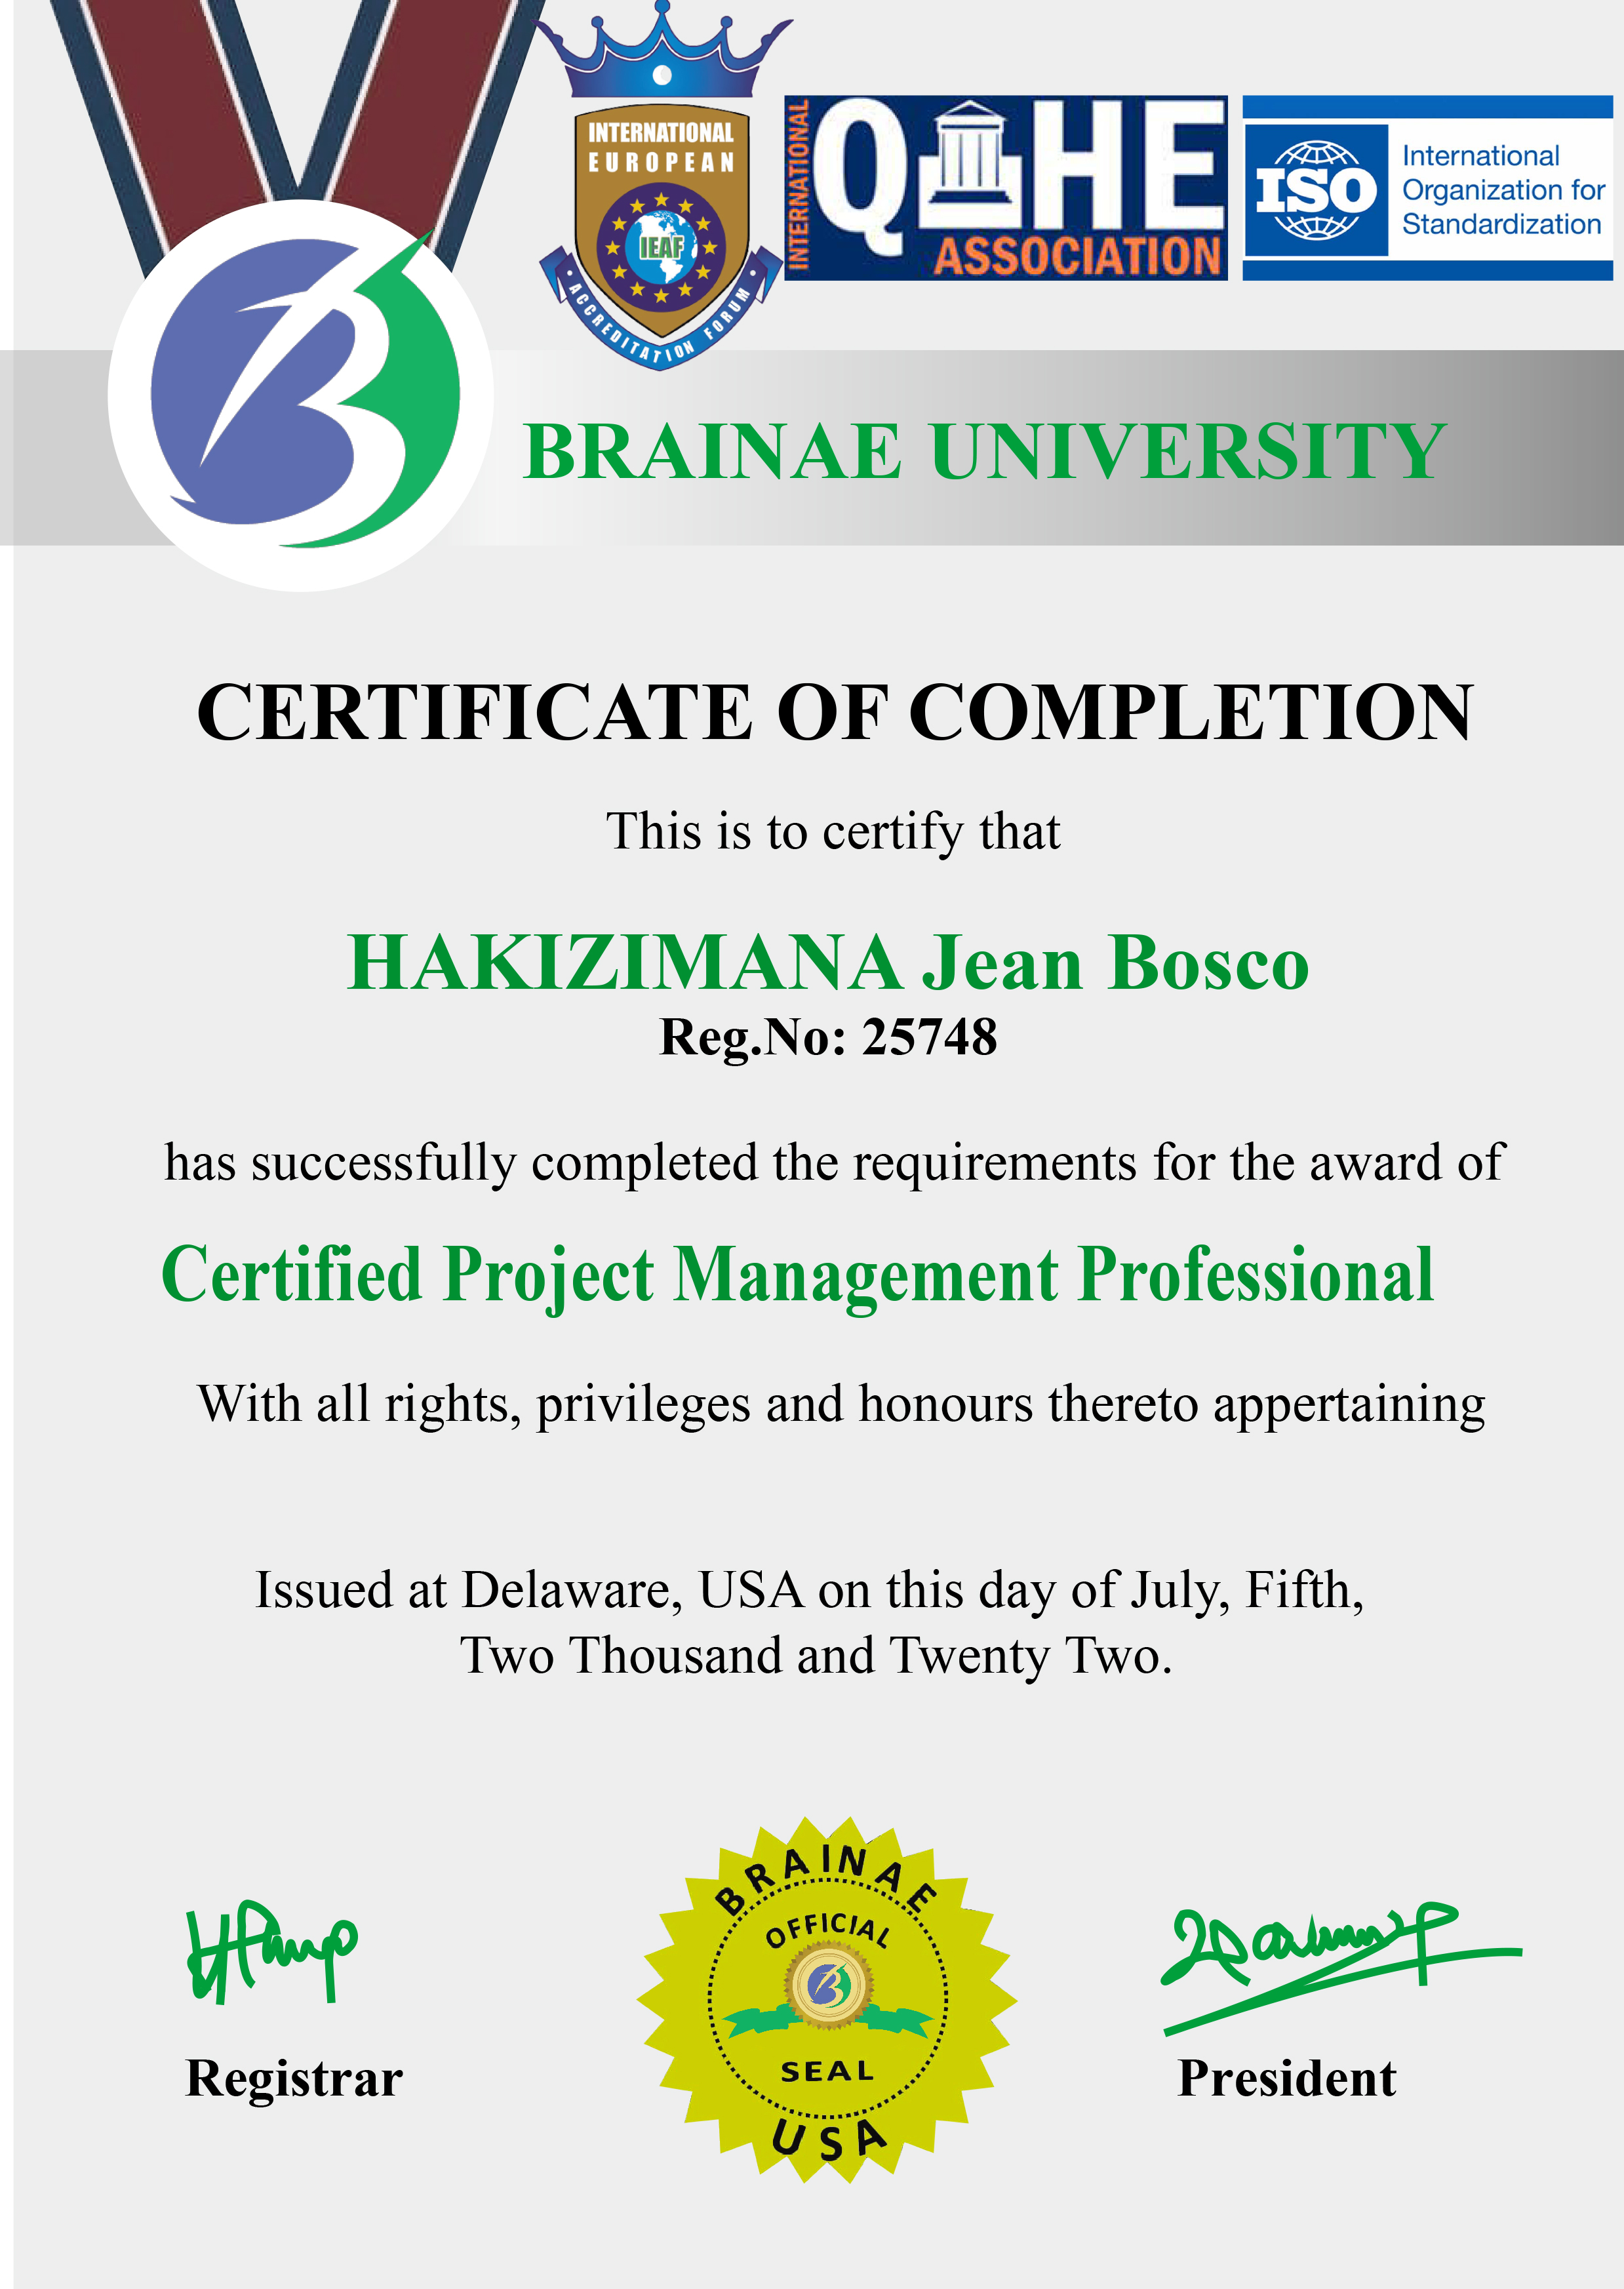 INTERNATIONAL
EUROPEAN
IEAF
ACCREDITATION FORUM
INTERNATIONAL
QHE
ASSOCIATION
ISO
International
Organization for
Standardization
BRAINAE UNIVERSITY
CERTIFICATE OF COMPLETION
This is to certify that
HAKIZIMANA Jean Bosco
Reg.No: 25748
has successfully completed the requirements for the award of
Certified Project Management Professional
With all rights, privileges and honours thereto appertaining
Issued at Delaware, USA on this day of July, Fifth,
Two Thousand and Twenty Two.
BRAINAE
OFFICIAL
SEAL
USA
Registrar
President